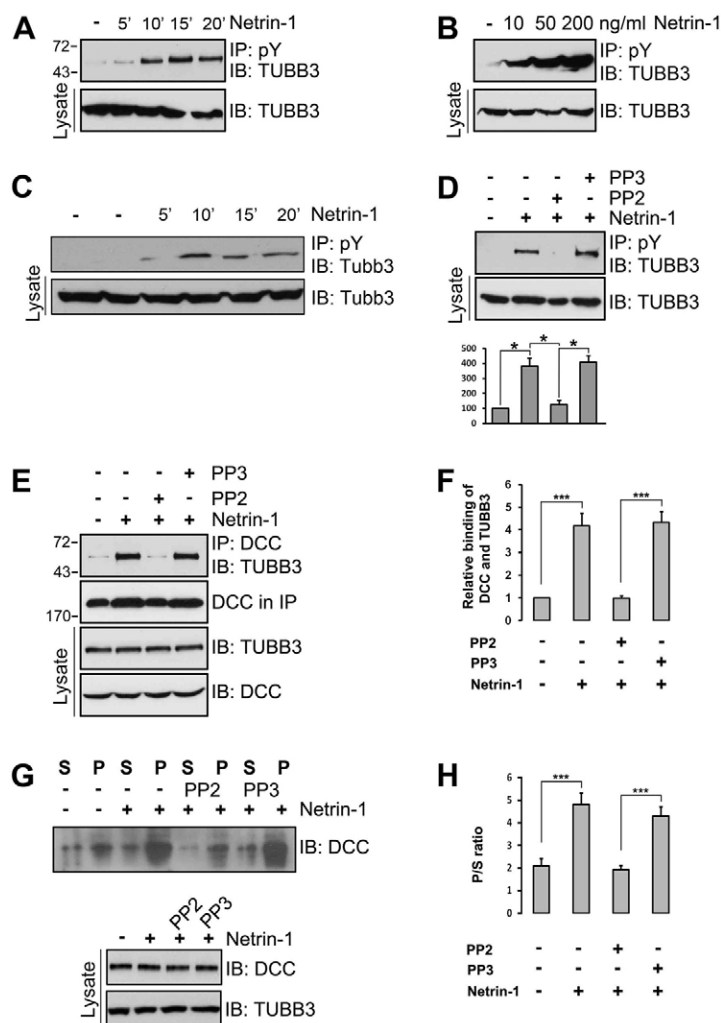 A
- 5' 10' 15' 20' Netrin-1
72-
43-
IP: pY
IB: TUBB3
Lysate
IB: TUBB3
B
- 10 50 200 ng/ml Netrin-1
IP: pY
IB: TUBB3
Lysate
IB: TUBB3
C
- - 5' 10' 15' 20' Netrin-1
IP: pY
IB: Tubb3
Lysate
IB: Tubb3
D
- - - + PP3
- - + - PP2
- + + + Netrin-1
IP: pY
IB: TUBB3
Lysate
IB: TUBB3
500
400
300
200
100
0
* * *
E
- - - + PP3
- - + - PP2
- + + + Netrin-1
72-
43-
IP: DCC
IB: TUBB3
170-
DCC in IP
Lysate
IB: TUBB3
IB: DCC
F
Relative binding of
DCC and TUBB3
6
5
4
3
2
1
0
*** ***
PP2 - - + -
PP3 - - - +
Netrin-1 - + + +
G
S P S P S P S P
- - - - PP2 PP3
- - + + + + + + Netrin-1
IB: DCC
PP2 PP3
- + + + Netrin-1
Lysate
IB: DCC
IB: TUBB3
H
P/S ratio
6
5
4
3
2
1
0
*** ***
PP2 - - + -
PP3 - - - +
Netrin-1 - + + +